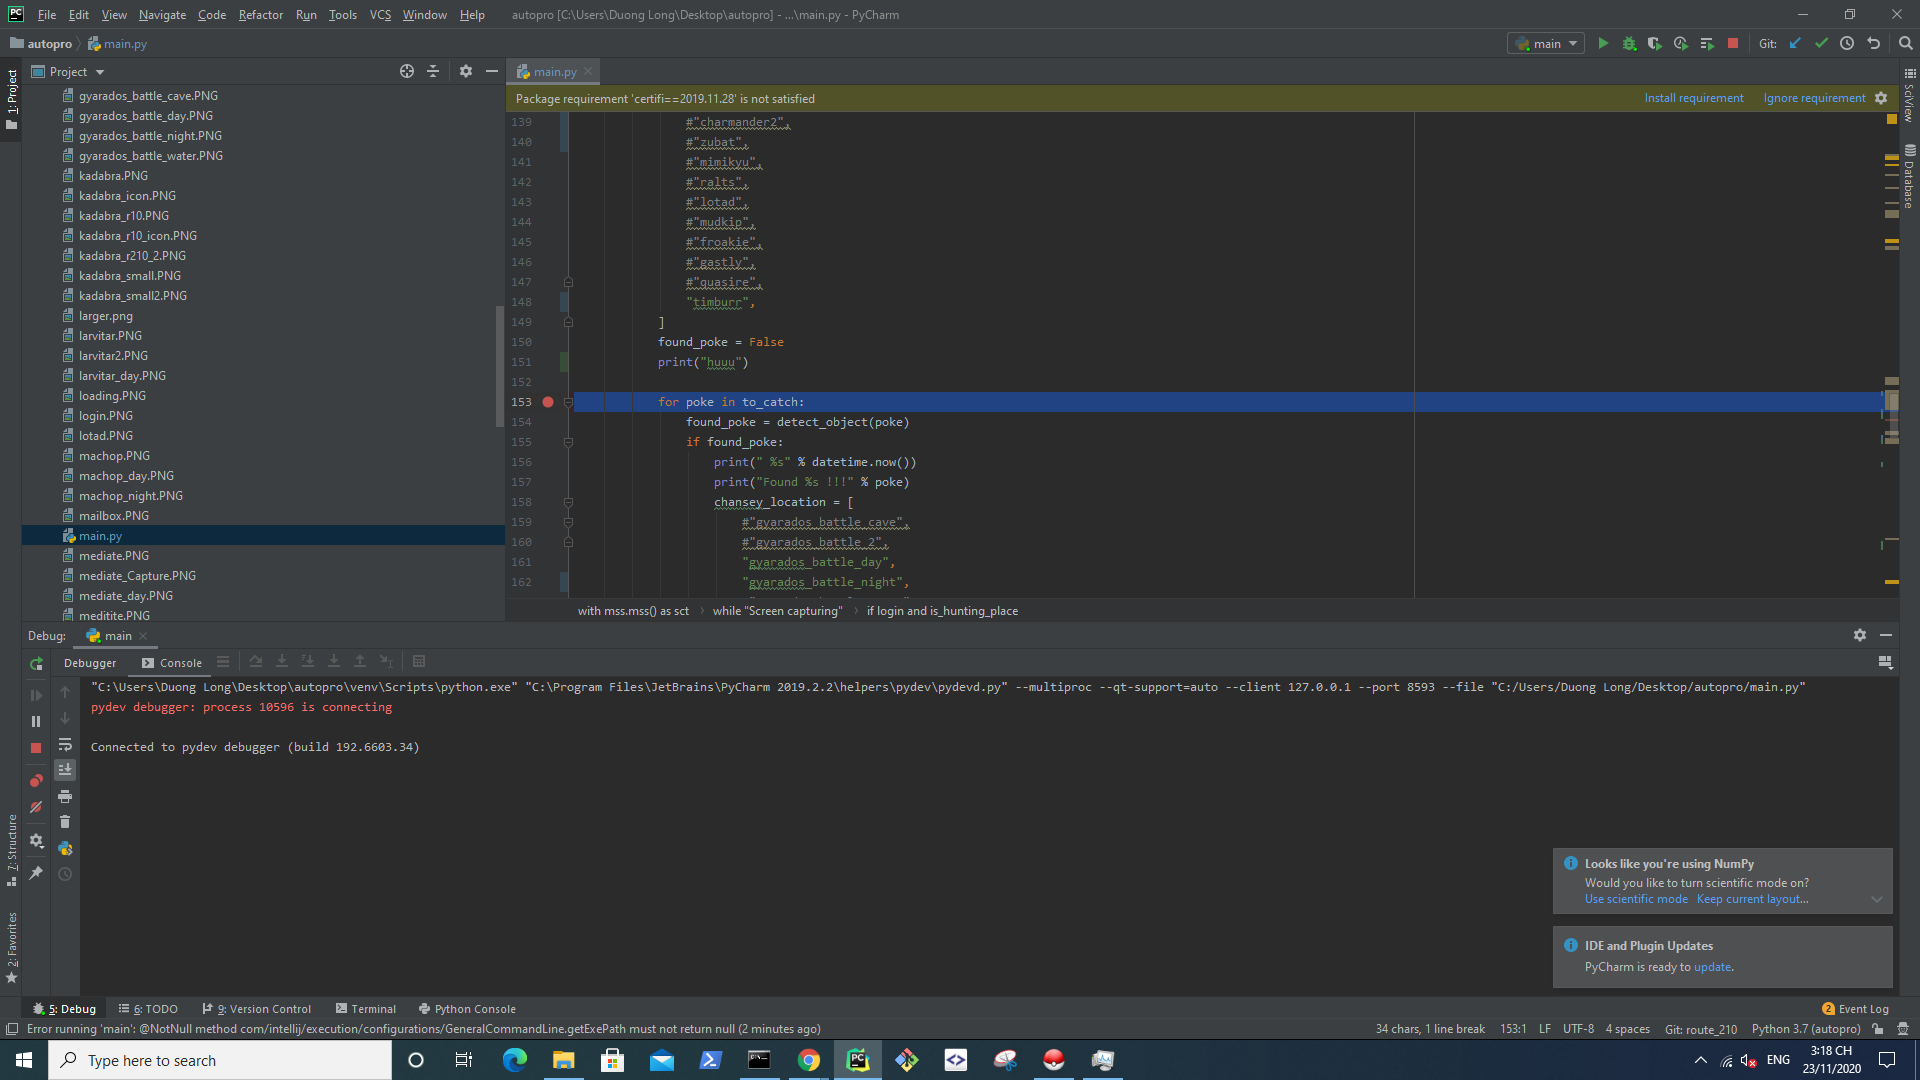 File Edit View Navigate Code Refactor Run Tools VCS Window Help autopro [C:\Users\Duong Long\Desktop\autopro] - ...\main.py - PyCharm
autopro main.py main Git:
1: Project
Project
gyarados_battle_cave.PNG
gyarados_battle_day.PNG
gyarados_battle_night.PNG
gyarados_battle_water.PNG
kadabra.PNG
kadabra_icon.PNG
kadabra_r10.PNG
kadabra_r10_icon.PNG
kadabra_r210_2.PNG
kadabra_small.PNG
kadabra_small2.PNG
larger.png
larvitar.PNG
larvitar2.PNG
larvitar_day.PNG
loading.PNG
login.PNG
lotad.PNG
machop.PNG
machop_day.PNG
machop_night.PNG
mailbox.PNG
main.py
mediate.PNG
mediate_Capture.PNG
mediate_day.PNG
meditite.PNG
main.py
Package requirement 'certifi==2019.11.28' is not satisfied Install requirement Ignore requirement
139 #"charmander2",
140 #"zubat",
141 #"mimikyu",
142 #"ralts",
143 #"lotad",
144 #"mudkip",
145 #"froakie",
146 #"gastly",
147 #"quasire",
148 "timburr",
149 ]
150 found_poke = False
151 print("huuu")
152
153 for poke in to_catch:
154 found_poke = detect_object(poke)
155 if found_poke:
156 print(" %s" % datetime.now())
157 print("Found %s !!!" % poke)
158 chansey_location = [
159 #"gyarados_battle_cave",
160 #"gyarados_battle_2",
161 "gyarados_battle_day",
162 "gyarados_battle_night",
with mss.mss() as sct while "Screen capturing" if login and is_hunting_place
SciView
Database
Debug: main
Debugger Console
"C:\Users\Duong Long\Desktop\autopro\venv\Scripts\python.exe" "C:\Program Files\JetBrains\PyCharm 2019.2.2\helpers\pydev\pydevd.py" --multiproc --qt-support=auto --client 127.0.0.1 --port 8593 --file "C:/Users/Duong Long/Desktop/autopro/main.py"
pydev debugger: process 10596 is connecting
Connected to pydev debugger (build 192.6603.34)
7: Structure
2: Favorites
Looks like you're using NumPy
Would you like to turn scientific mode on?
Use scientific mode Keep current layout...
IDE and Plugin Updates
PyCharm is ready to update.
5: Debug 6: TODO 9: Version Control Terminal Python Console 2 Event Log
Error running 'main': @NotNull method com/intellij/execution/configurations/GeneralCommandLine.getExePath must not return null (2 minutes ago) 34 chars, 1 line break 153:1 LF UTF-8 4 spaces Git: route_210 Python 3.7 (autopro)
Type here to search ENG 3:18 CH
23/11/2020